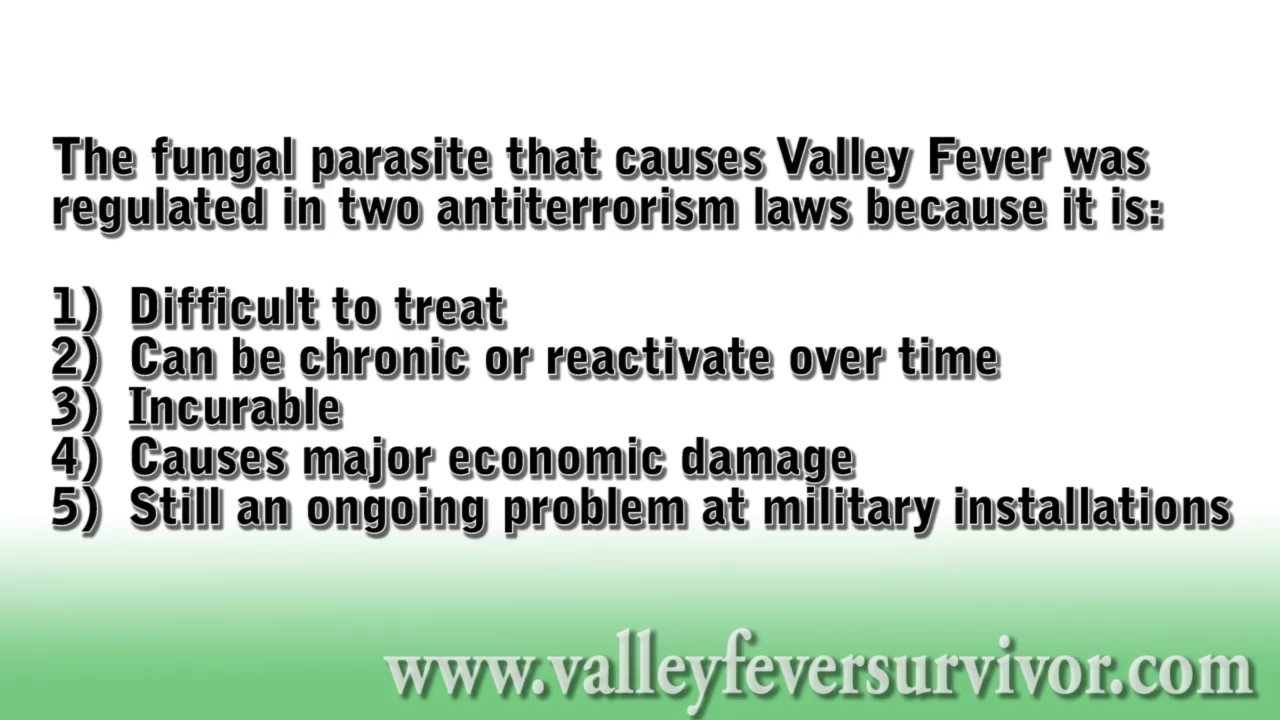 The fungal parasite that causes Valley Fever was
regulated in two antiterrorism laws because it is:
1) Difficult to treat
2) Can be chronic or reactivate over time
3) Incurable
4) Causes major economic damage
5) Still an ongoing problem at military installations
www.valleyfeversurvivor.com